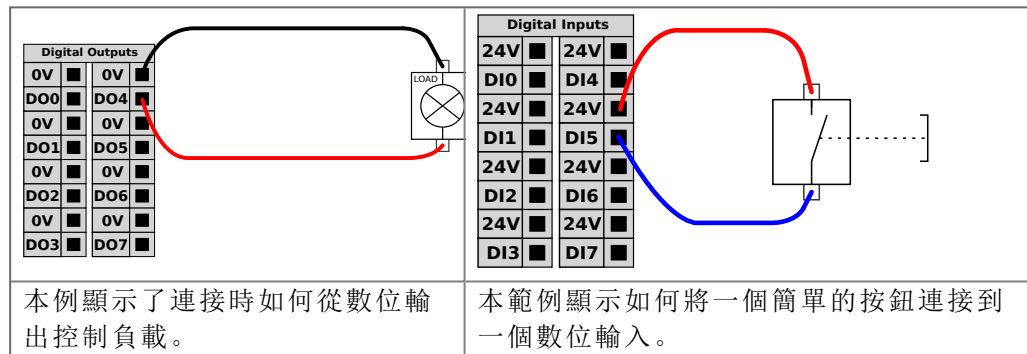 Digital Outputs
0V 0V
DO0 DO4
0V 0V
DO1 DO5
0V 0V
DO2 DO6
0V 0V
DO3 DO7
LOAD
Digital Inputs
24V 24V
DI0 DI4
24V 24V
DI1 DI5
24V 24V
DI2 DI6
24V 24V
DI3 DI7
本例顯示了連接時如何從數位輸
出控制負載。
本範例顯示如何將一個簡單的按鈕連接到
一個數位輸入。